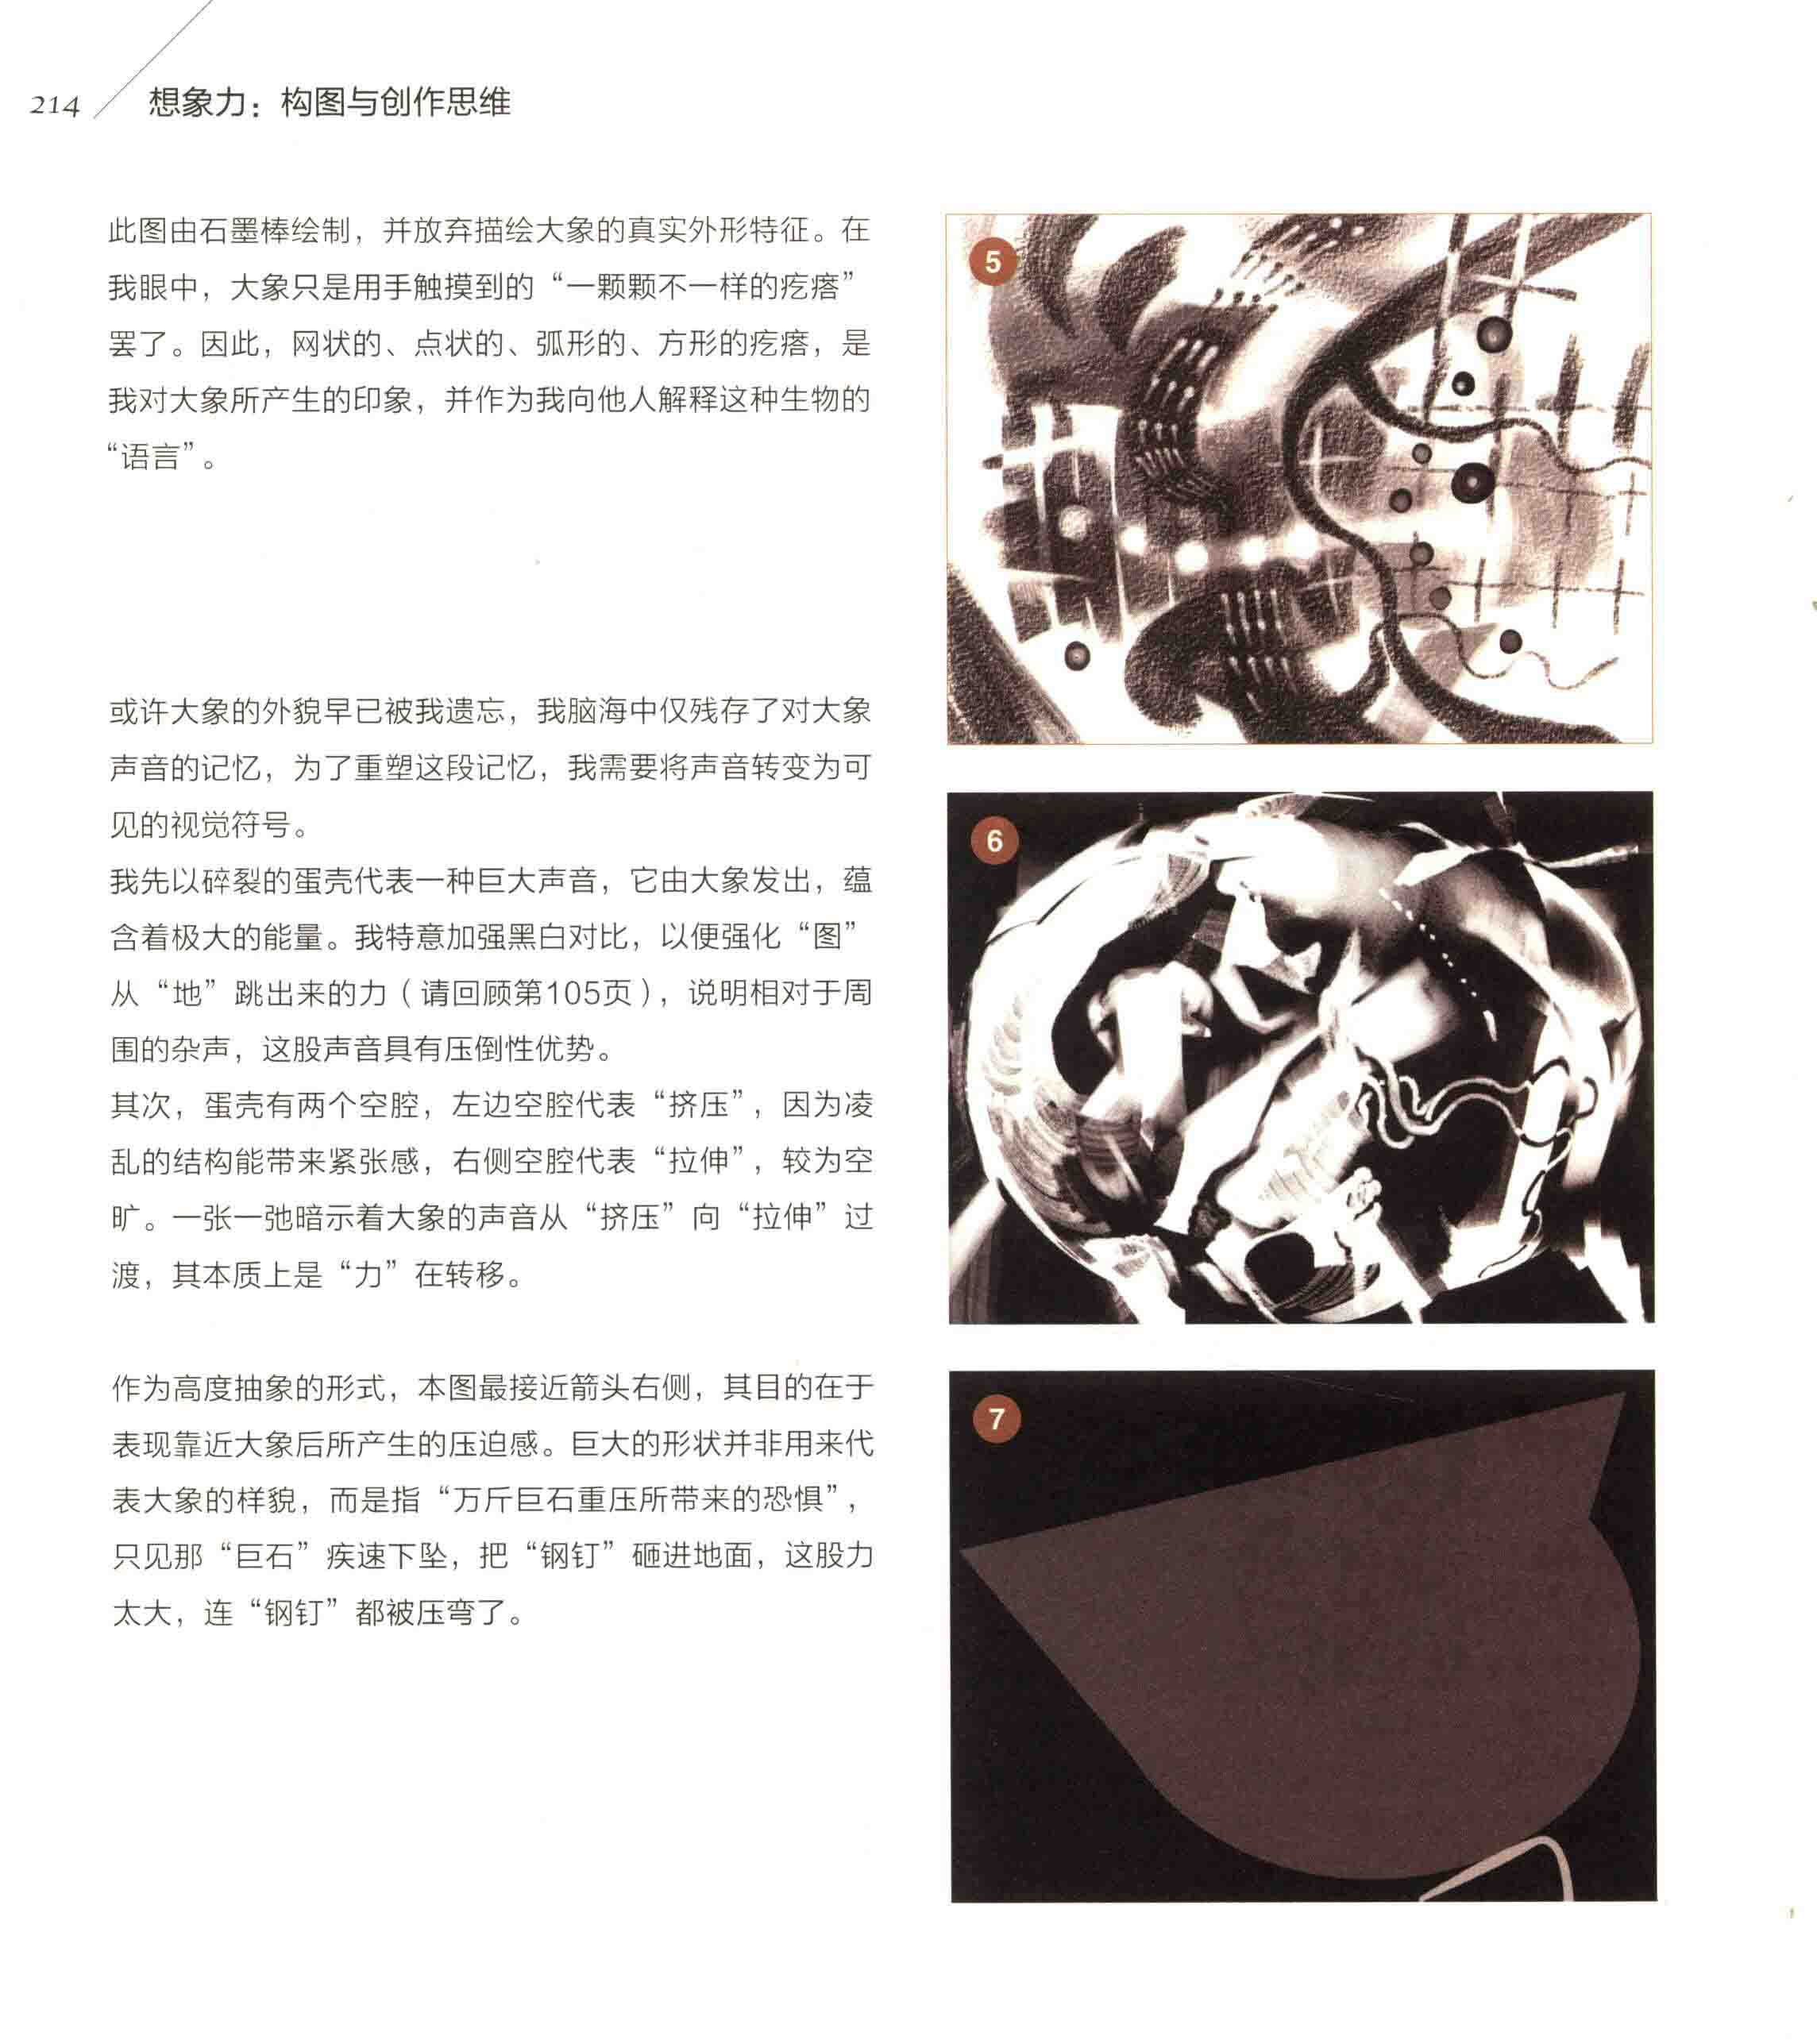 214 想象力：构图与创作思维
此图由石墨棒绘制，并放弃描绘大象的真实外形特征。在
我眼中，大象只是用手触摸到的“一颗颗不一样的疙瘩”
罢了。因此，网状的、点状的、弧形的、方形的疙瘩，是
我对大象所产生的印象，并作为我向他人解释这种生物的
“语言”。
5
或许大象的外貌早已被我遗忘，我脑海中仅残存了对大象
声音的记忆，为了重塑这段记忆，我需要将声音转变为可
见的视觉符号。
我先以碎裂的蛋壳代表一种巨大声音，它由大象发出，蕴
含着极大的能量。我特意加强黑白对比，以便强化“图”
从“地”跳出来的力（请回顾第105页），说明相对于周
围的杂声，这股声音具有压倒性优势。
其次，蛋壳有两个空腔，左边空腔代表“挤压”，因为凌
乱的结构能带来紧张感，右侧空腔代表“拉伸”，较为空
旷。一张一弛暗示着大象的声音从“挤压”向“拉伸”过
渡，其本质上是“力”在转移。
6
作为高度抽象的形式，本图最接近箭头右侧，其目的在于
表现靠近大象后所产生的压迫感。巨大的形状并非用来代
表大象的样貌，而是指“万斤巨石重压所带来的恐惧”，
只见那“巨石”疾速下坠，把“钢钉”砸进地面，这股力
太大，连“钢钉”都被压弯了。
7